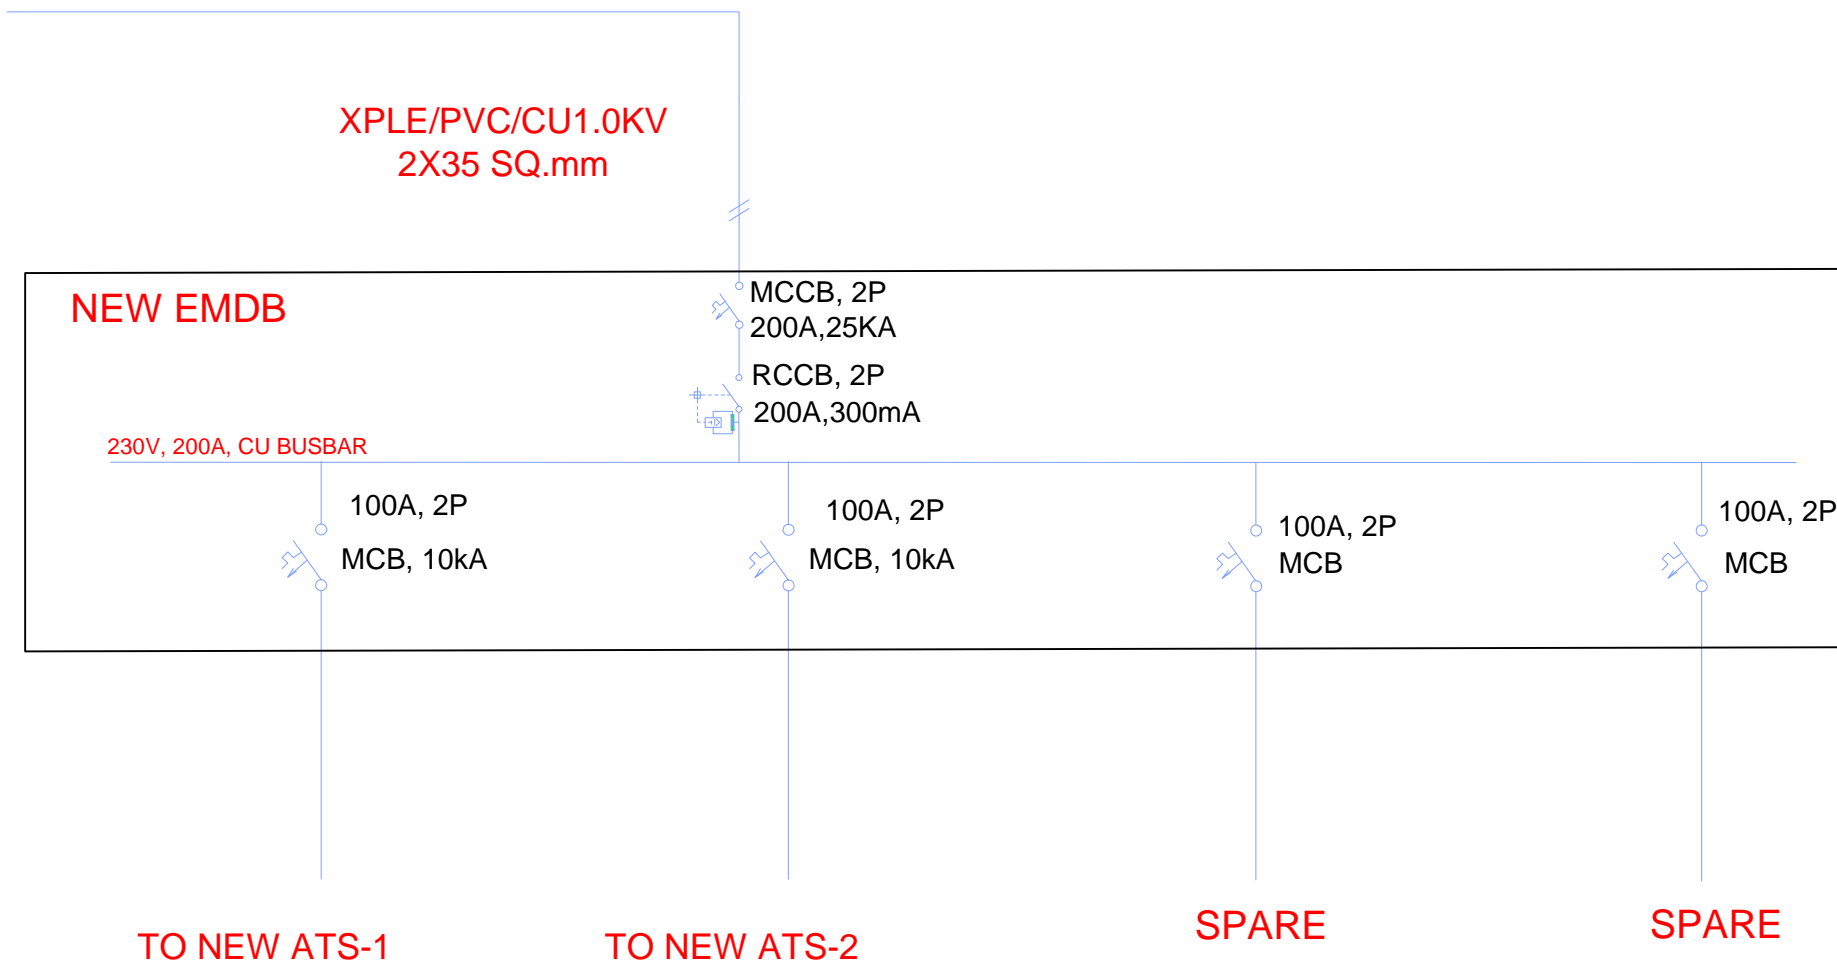 XPLE/PVC/CU1.0KV
2X35 SQ.mm
NEW EMDB
MCCB, 2P
200A,25KA
RCCB, 2P
200A,300mA
230V, 200A, CU BUSBAR
100A, 2P
MCB, 10kA
100A, 2P
MCB, 10kA
100A, 2P
MCB
100A, 2P
MCB
TO NEW ATS-1
TO NEW ATS-2
SPARE
SPARE